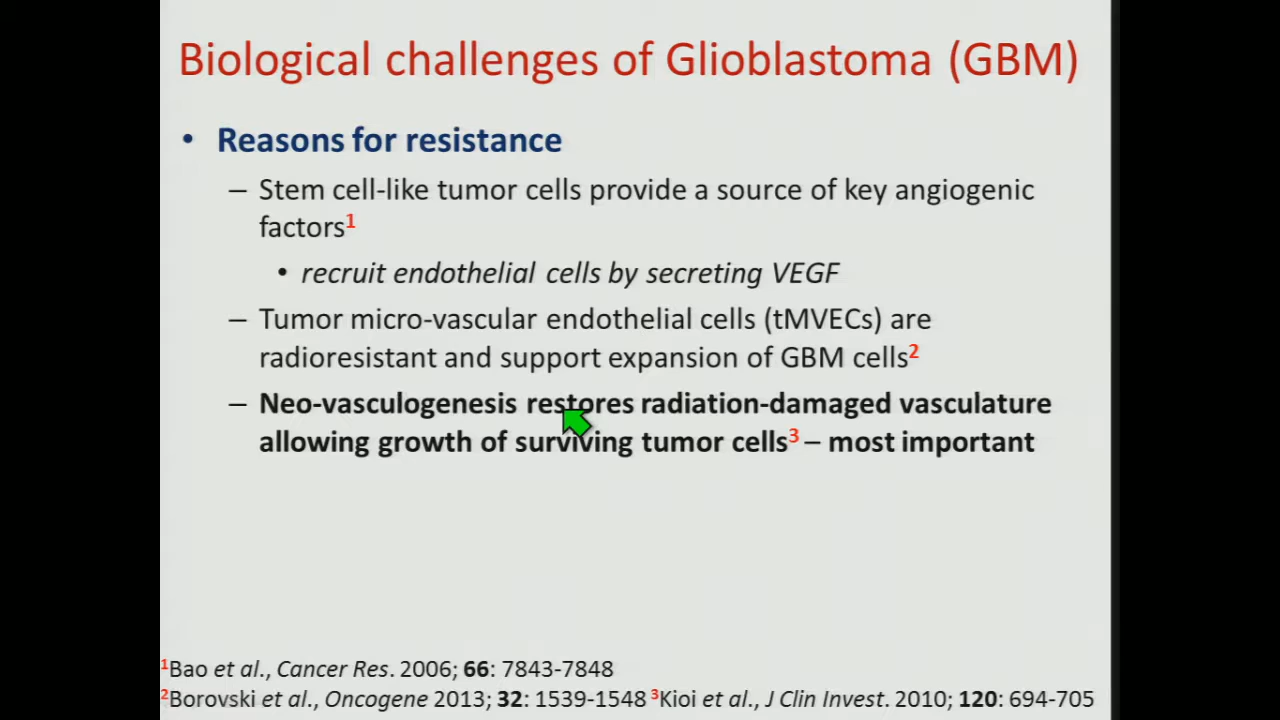 Biological challenges of Glioblastoma (GBM)
• Reasons for resistance
– Stem cell-like tumor cells provide a source of key angiogenic
factors1
• recruit endothelial cells by secreting VEGF
– Tumor micro-vascular endothelial cells (tMVECs) are
radioresistant and support expansion of GBM cells2
– Neo-vasculogenesis restores radiation-damaged vasculature
allowing growth of surviving tumor cells3 – most important
1Bao et al., Cancer Res. 2006; 66: 7843-7848
2Borovski et al., Oncogene 2013; 32: 1539-1548 3Kioi et al., J Clin Invest. 2010; 120: 694-705